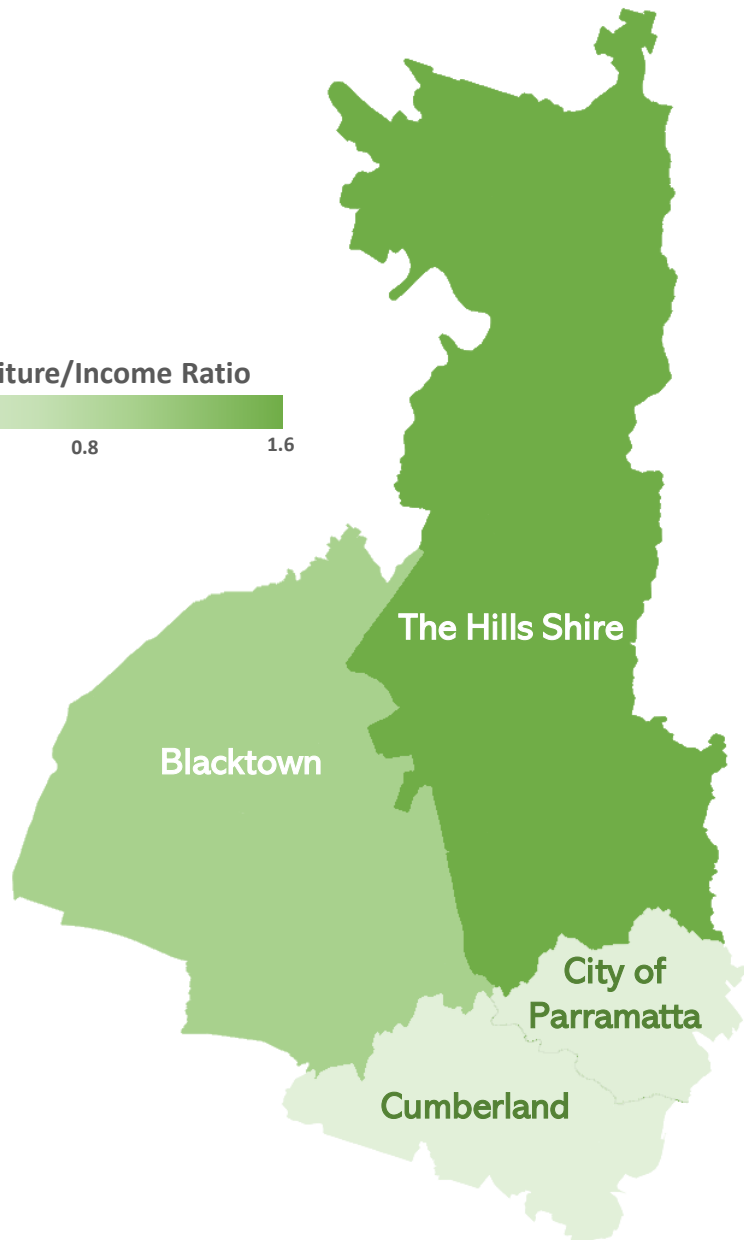 iture/Income Ratio
0.8
1.6
The Hills Shire
Blacktown
City of
Parramatta
Cumberland